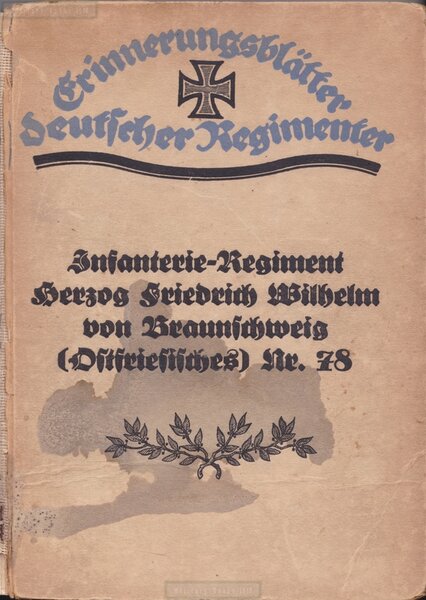 Erinnerungsblätter
deutscher Regimenter
Infanterie-Regiment
Herzog Friedrich Wilhelm
von Braunschweig
(Ostfriesisches) Nr. 78